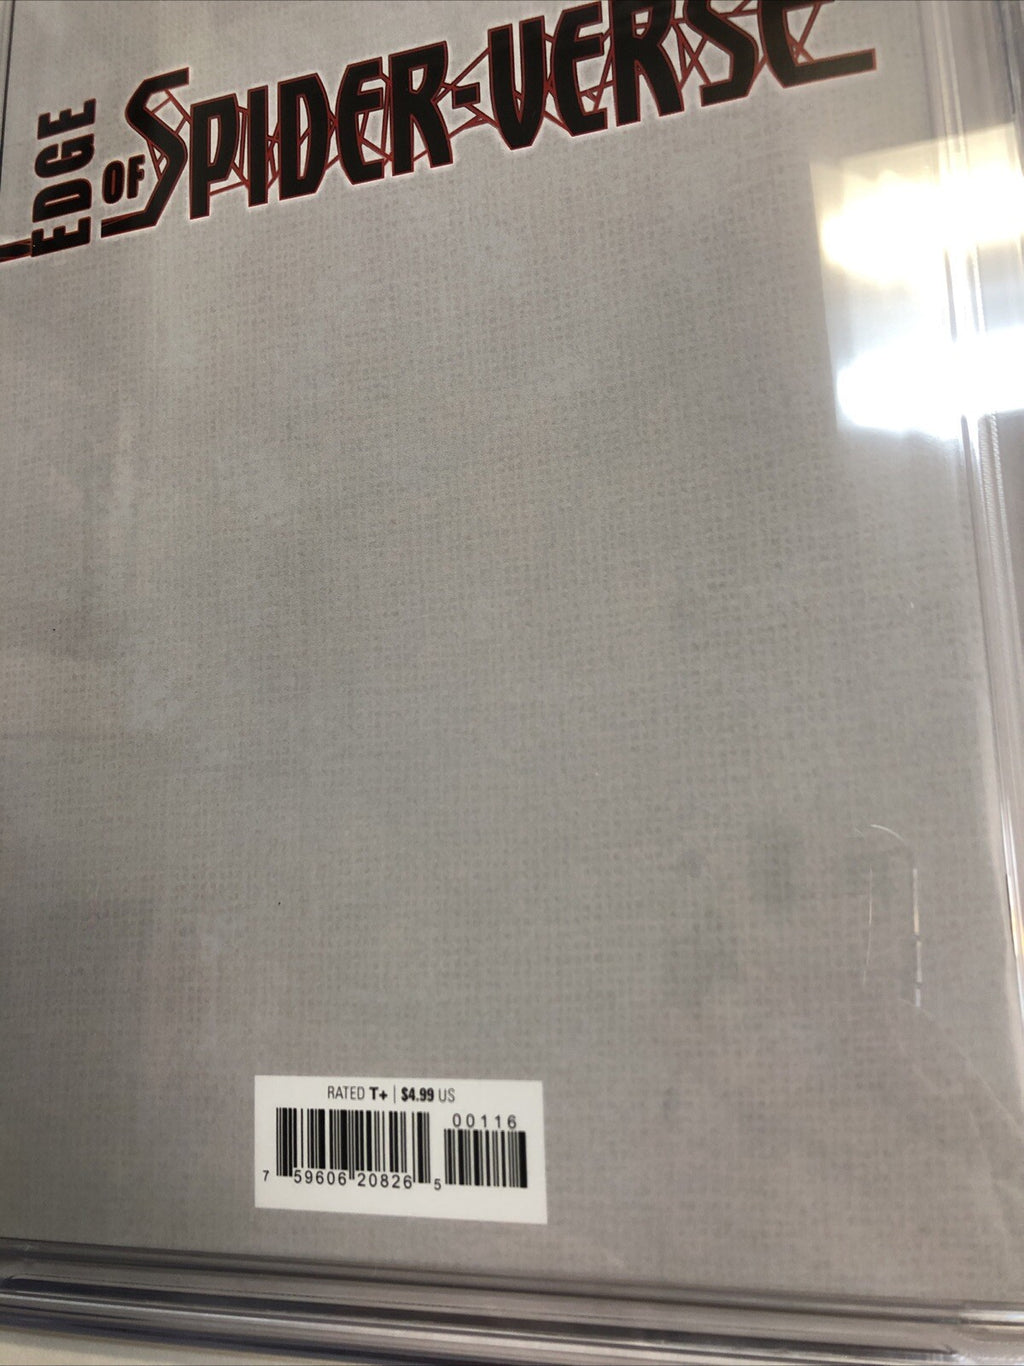 EDGE
OF SPIDER-VERSE
RATED T+ | $4.99 US
00116
7 59606 20826 5